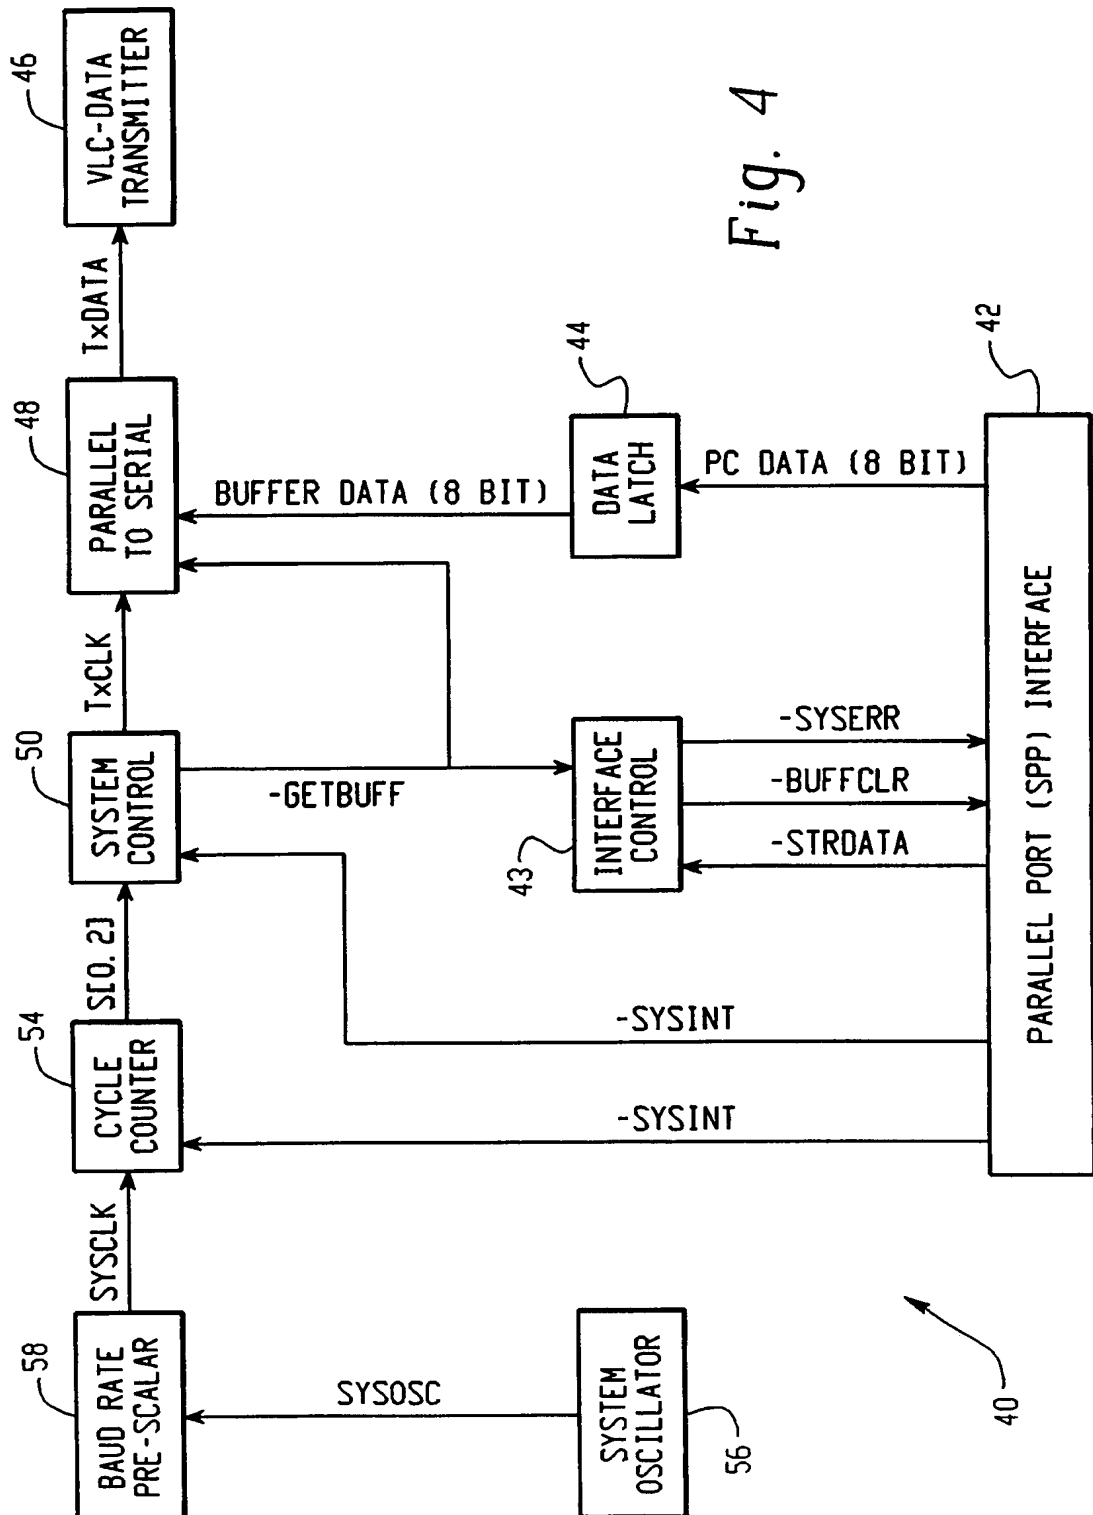 58
BAUD RATE
PRE-SCALAR
SYSCLK
54
CYCLE
COUNTER
S[0.2]
50
SYSTEM
CONTROL
TxCLK
48
PARALLEL
TO SERIAL
TxDATA
46
VLC-DATA
TRANSMITTER
SYSOSC
-SYSINT
-SYSINT
-GETBUFF
BUFFER DATA (8 BIT)
56
SYSTEM
OSCILLATOR
43
INTERFACE
CONTROL
44
DATA
LATCH
-STRDATA
-BUFFCLR
-SYSERR
PC DATA (8 BIT)
42
PARALLEL PORT (SPP) INTERFACE
40
Fig. 4